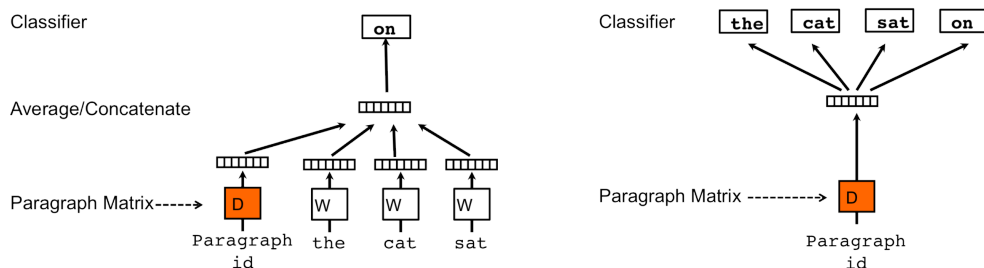 Classifier
on
Average/Concatenate
Paragraph Matrix
D
W
W
W
Paragraph
id
the
cat
sat
Classifier
the
cat
sat
on
Paragraph Matrix
D
Paragraph
id